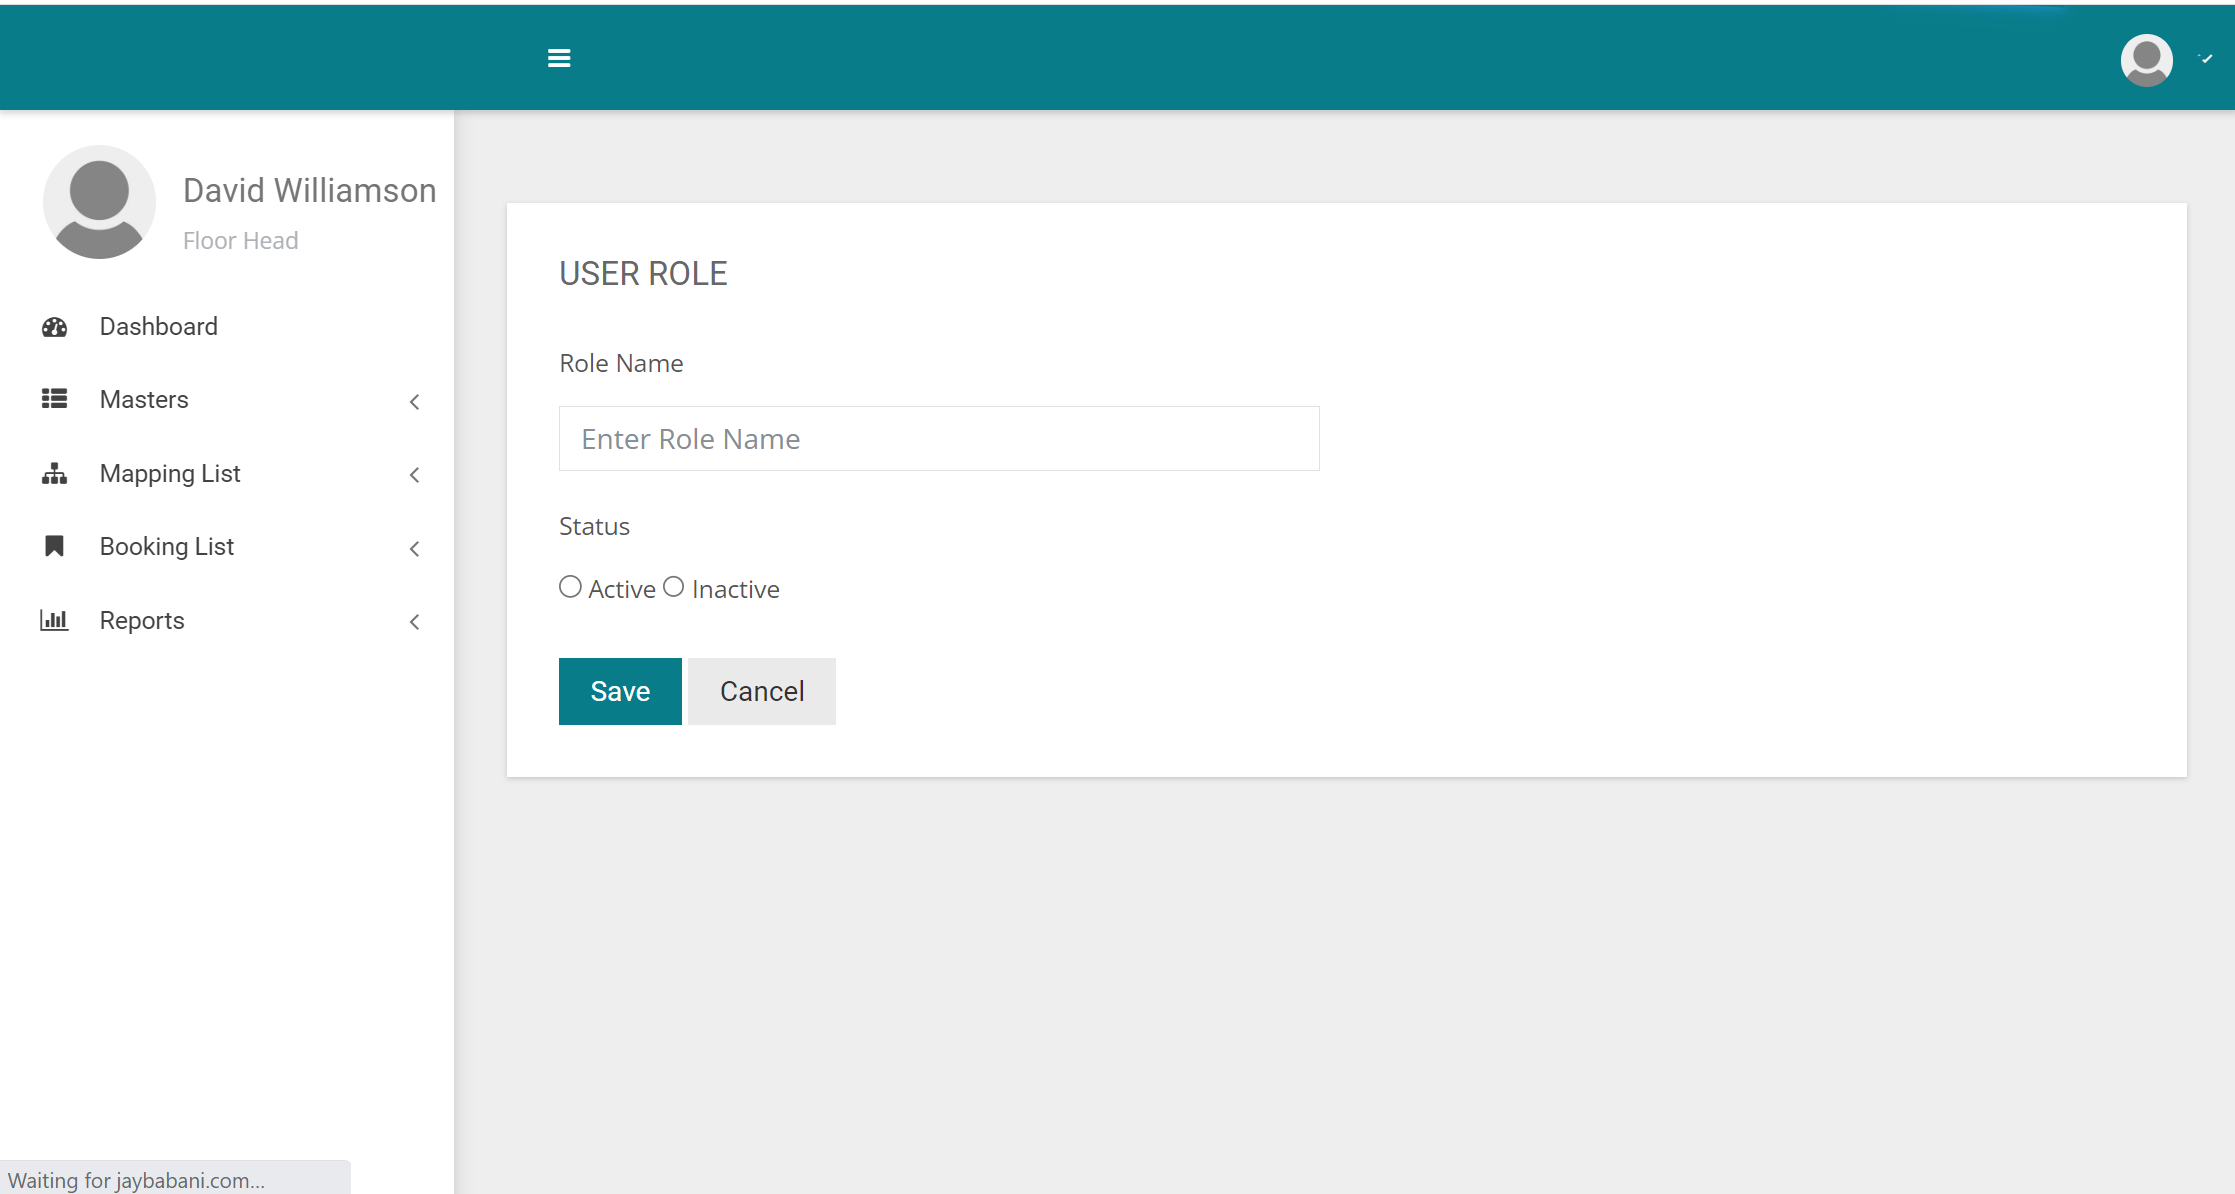 David Williamson
Floor Head
Dashboard
Masters
Mapping List
Booking List
Reports
USER ROLE
Role Name
Enter Role Name
Status
Active Inactive
Save Cancel
Waiting for jaybabani.com...